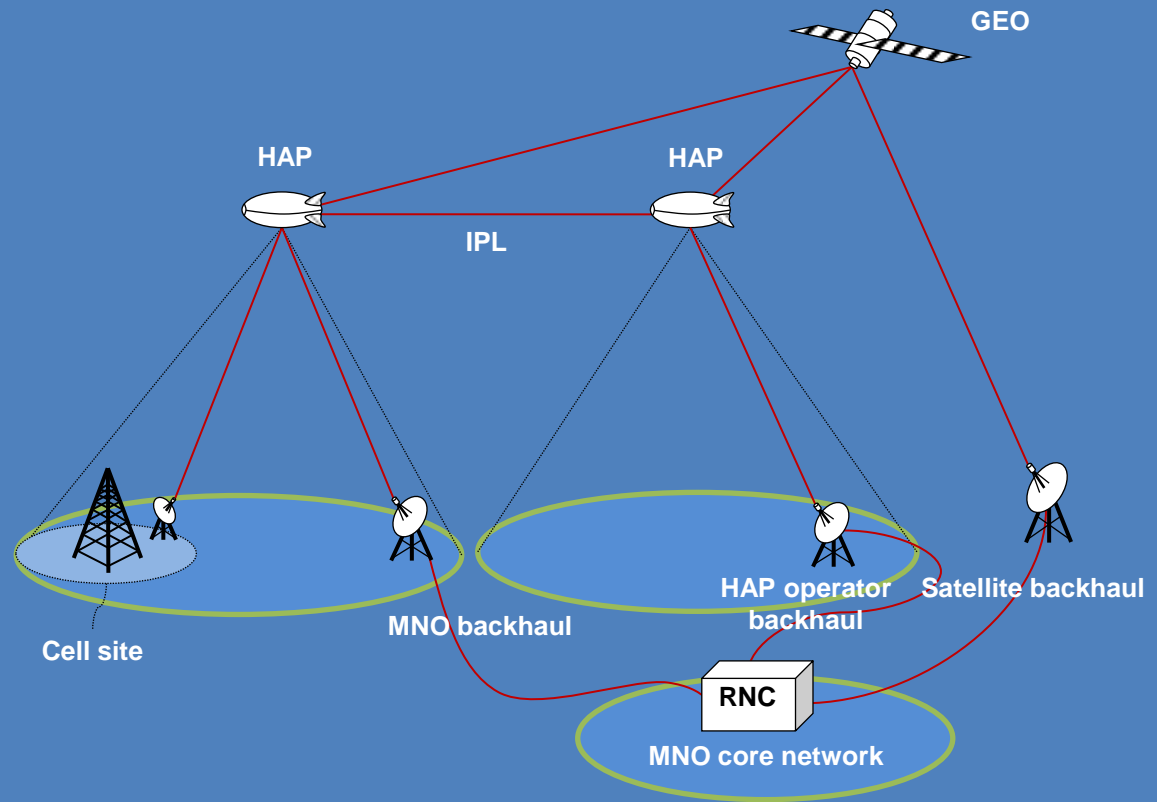 GEO
HAP
HAP
IPL
HAP operator
backhaul
Satellite backhaul
MNO backhaul
Cell site
RNC
MNO core network